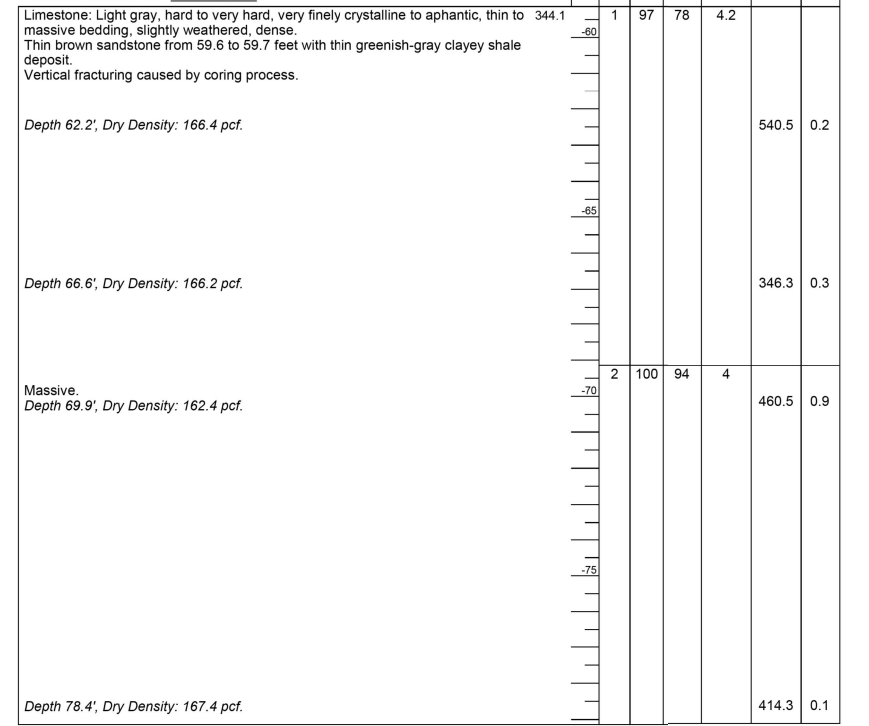 Limestone: Light gray, hard to very hard, very finely crystalline to aphantic, thin to 344.1 1 97 78 4.2
massive bedding, slightly weathered, dense.
-60
Thin brown sandstone from 59.6 to 59.7 feet with thin greenish-gray clayey shale
deposit.
Vertical fracturing caused by coring process.
Depth 62.2', Dry Density: 166.4 pcf. 540.5 0.2
-65
Depth 66.6', Dry Density: 166.2 pcf. 346.3 0.3
2 100 94 4
Massive. -70
Depth 69.9', Dry Density: 162.4 pcf. 460.5 0.9
-75
Depth 78.4', Dry Density: 167.4 pcf. 414.3 0.1